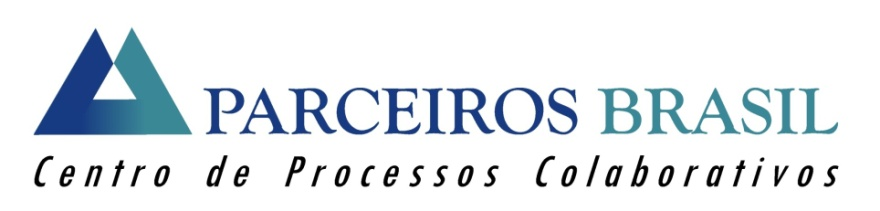 PARCEIROS BRASIL
Centro de Processos Colaborativos